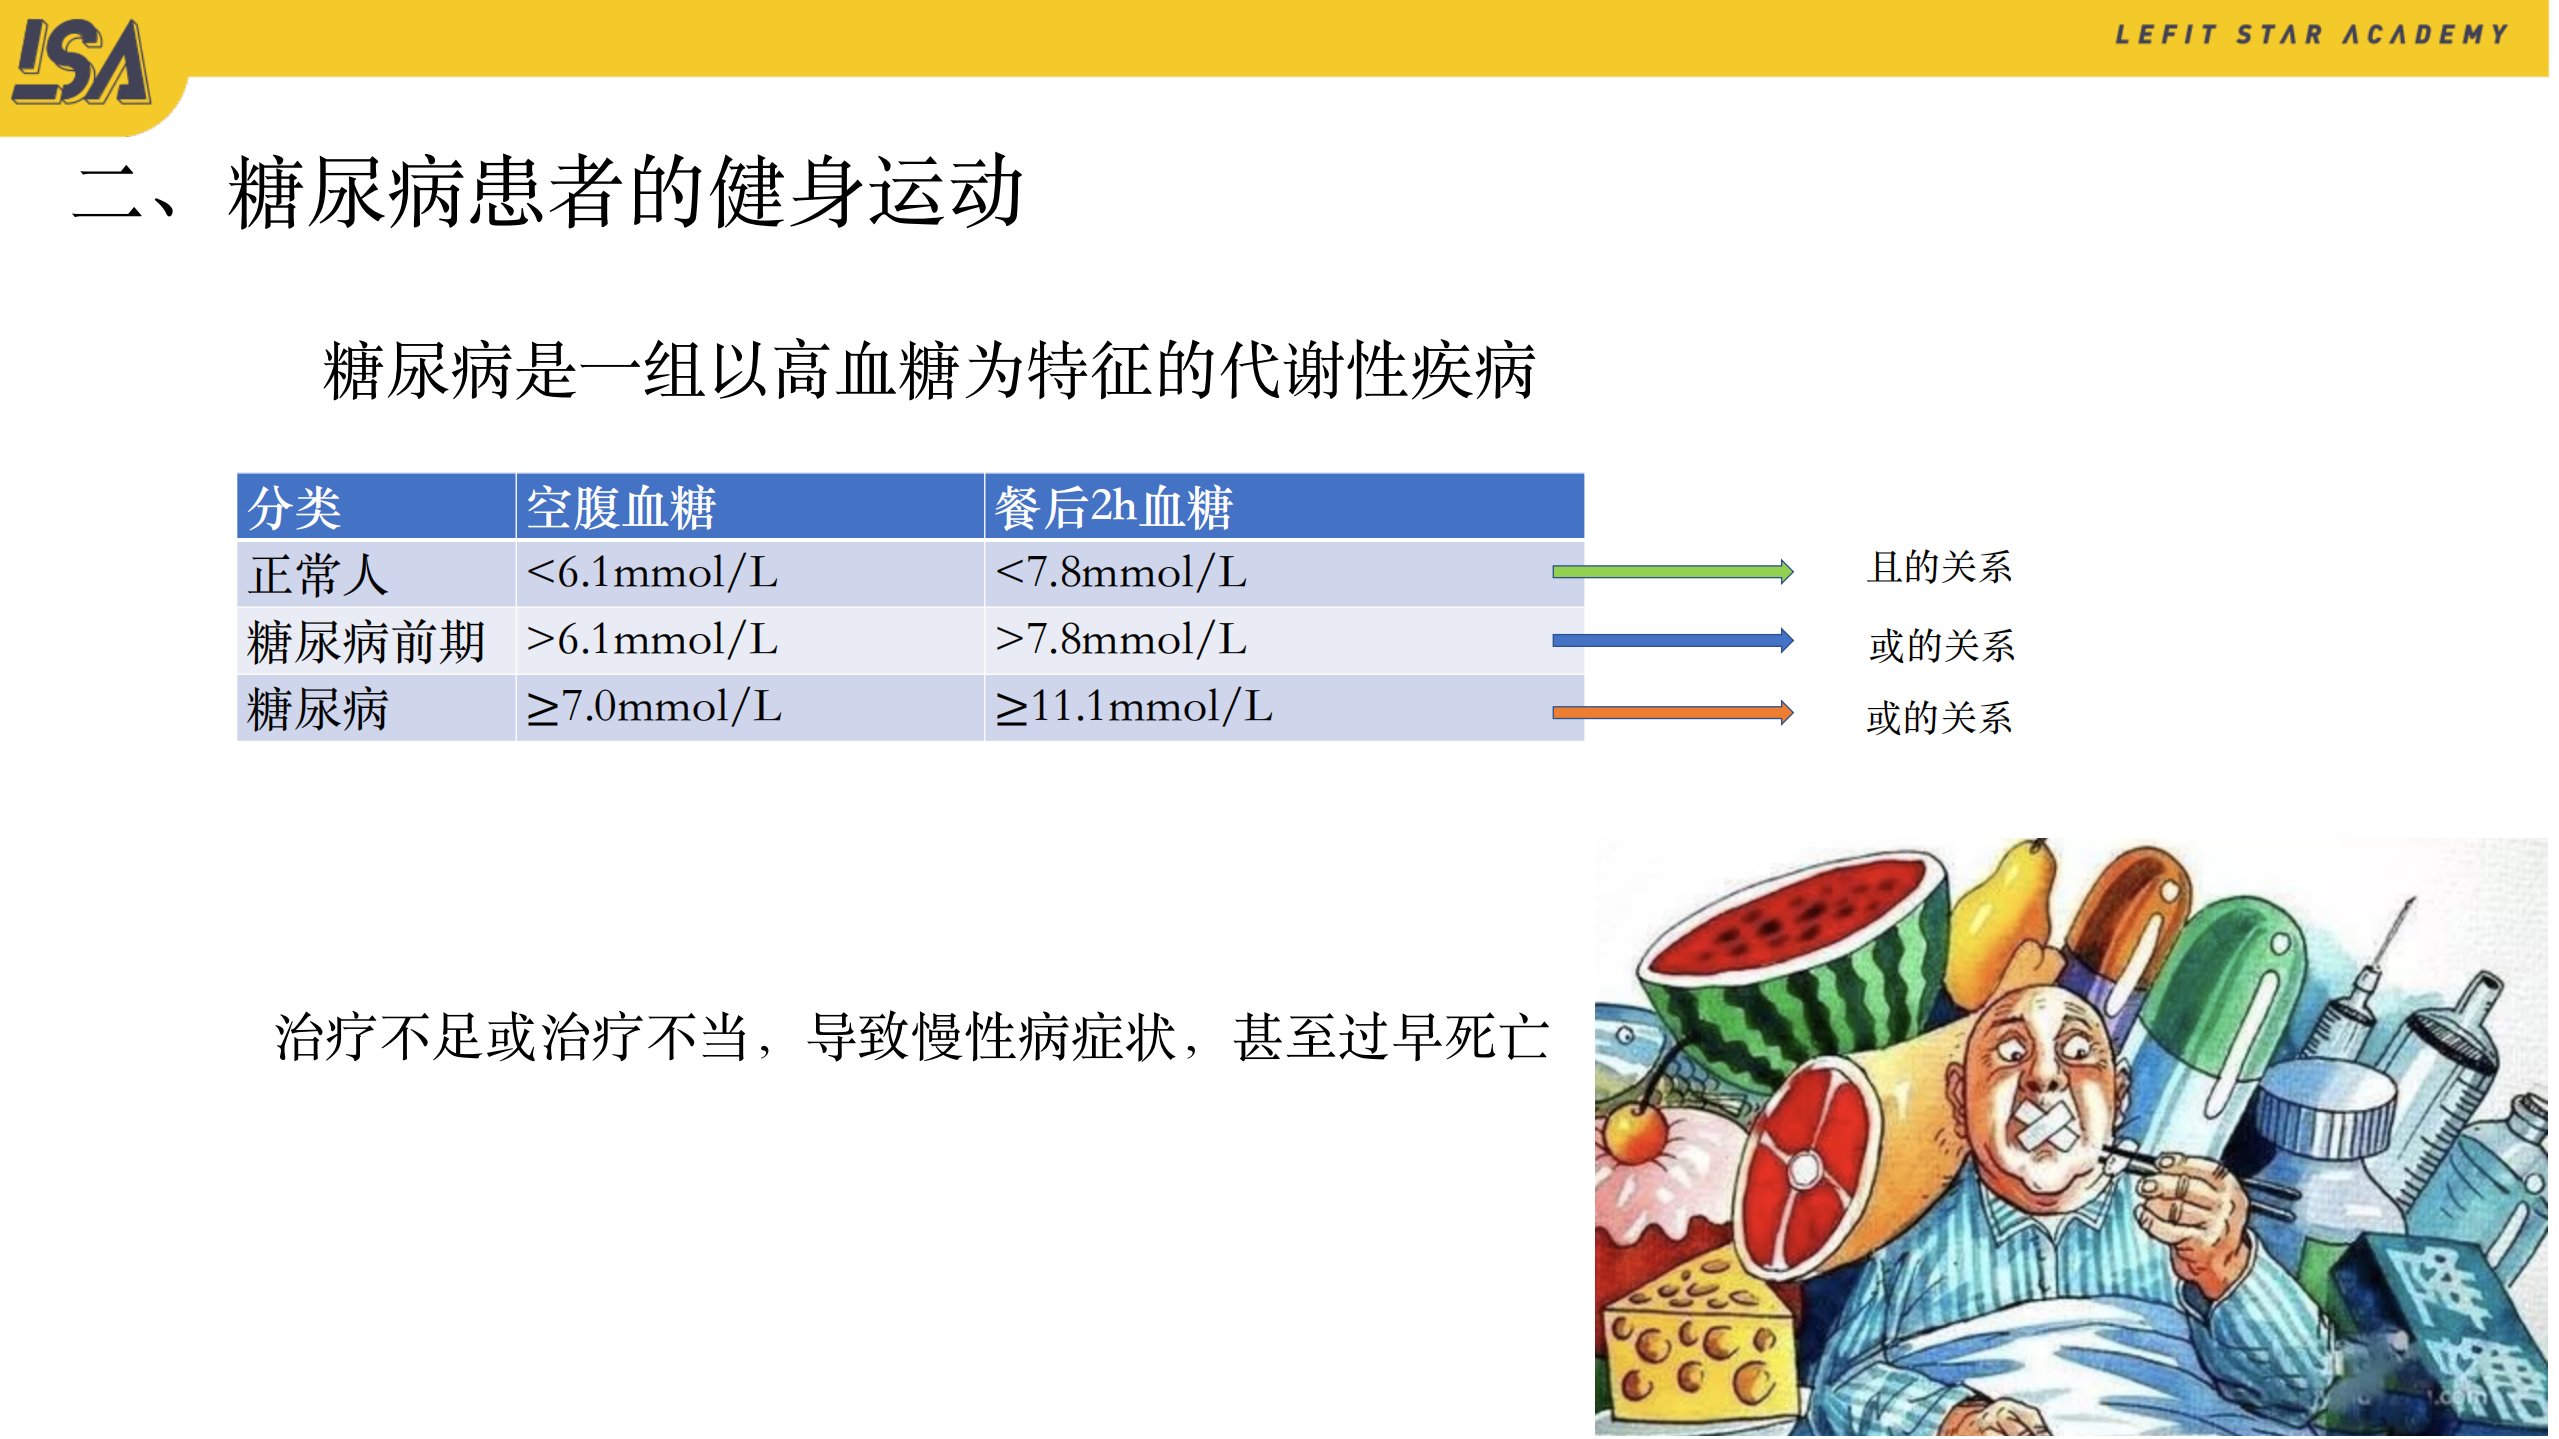 LSA
LEFIT STAR ACADEMY
二、糖尿病患者的健身运动
糖尿病是一组以高血糖为特征的代谢性疾病
分类 空腹血糖 餐后2h血糖
正常人 <6.1mmol/L <7.8mmol/L 且的关系
糖尿病前期 >6.1mmol/L >7.8mmol/L 或的关系
糖尿病 ≥7.0mmol/L ≥11.1mmol/L 或的关系
治疗不足或治疗不当，导致慢性病症状，甚至过早死亡
降
糖